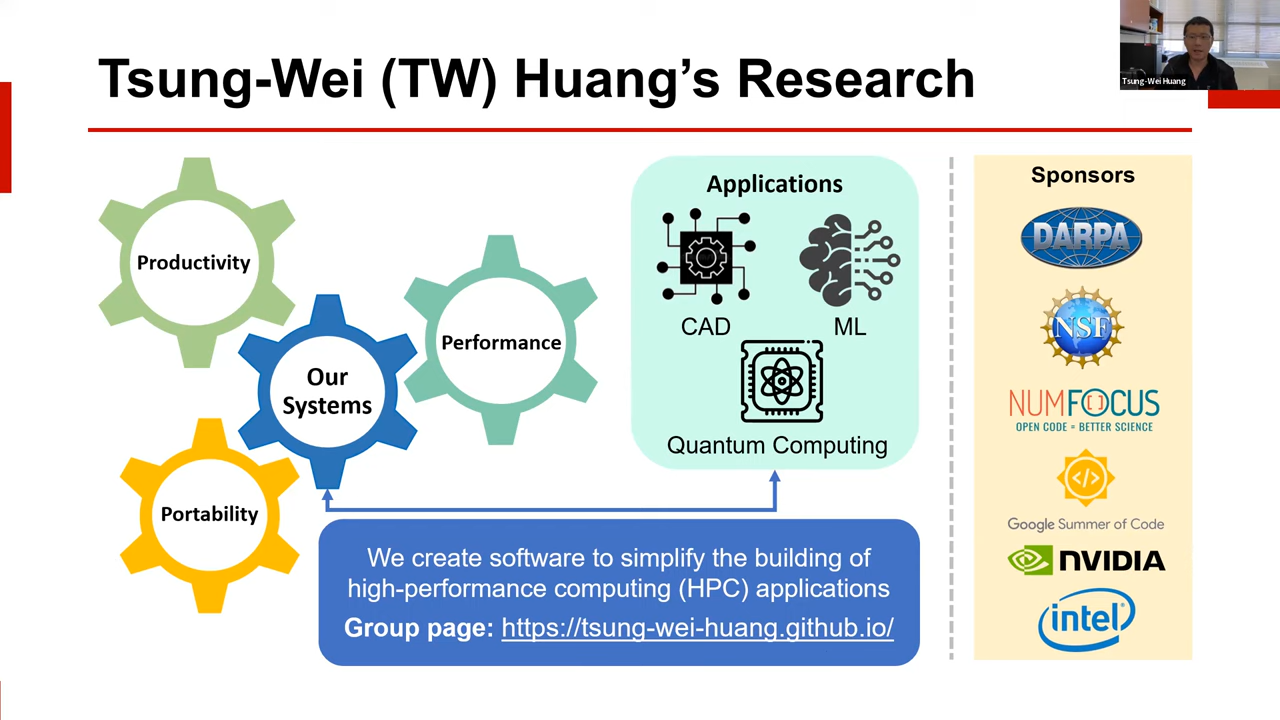 Tsung-Wei (TW) Huang’s Research
Tsung-Wei Huang
Productivity
Our
Systems
Performance
Portability
Applications
CAD
ML
Quantum Computing
We create software to simplify the building of
high-performance computing (HPC) applications
Group page: https://tsung-wei-huang.github.io/
Sponsors
DARPA
NSF
NUMFOCUS
OPEN CODE = BETTER SCIENCE
</>
Google Summer of Code
NVIDIA
intel